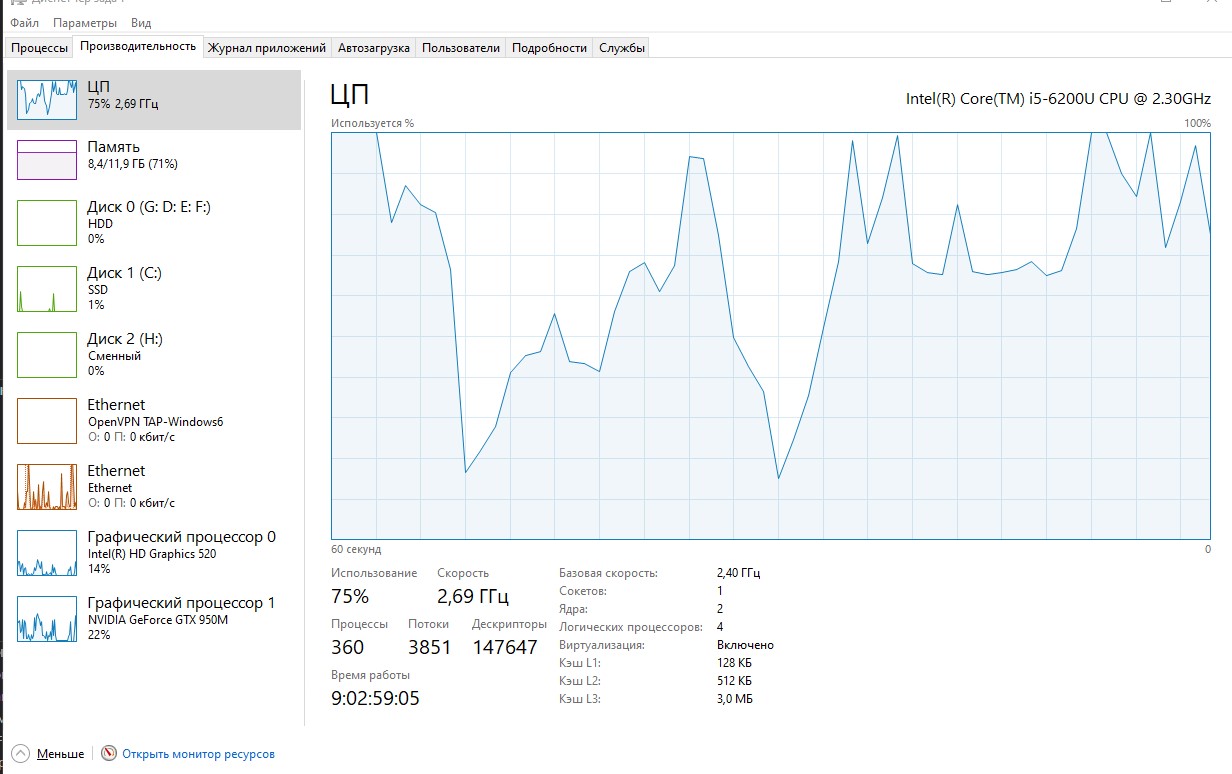 Файл Параметры Вид
Процессы Производительность Журнал приложений Автозагрузка Пользователи Подробности Службы
ЦП
75% 2,69 ГГц
Память
8,4/11,9 ГБ (71%)
Диск 0 (G: D: E: F:)
HDD
0%
Диск 1 (C:)
SSD
1%
Диск 2 (H:)
Сменный
0%
Ethernet
OpenVPN TAP-Windows6
О: 0 П: 0 кбит/с
Ethernet
Ethernet
О: 0 П: 0 кбит/с
Графический процессор 0
Intel(R) HD Graphics 520
14%
Графический процессор 1
NVIDIA GeForce GTX 950M
22%
ЦП
Intel(R) Core(TM) i5-6200U CPU @ 2.30GHz
Используется % 100%
60 секунд 0
Использование Скорость
75% 2,69 ГГц
Процессы Потоки Дескрипторы
360 3851 147647
Время работы
9:02:59:05
Базовая скорость: 2,40 ГГц
Сокетов: 1
Ядра: 2
Логических процессоров: 4
Виртуализация: Включено
Кэш L1: 128 КБ
Кэш L2: 512 КБ
Кэш L3: 3,0 МБ
Меньше Открыть монитор ресурсов